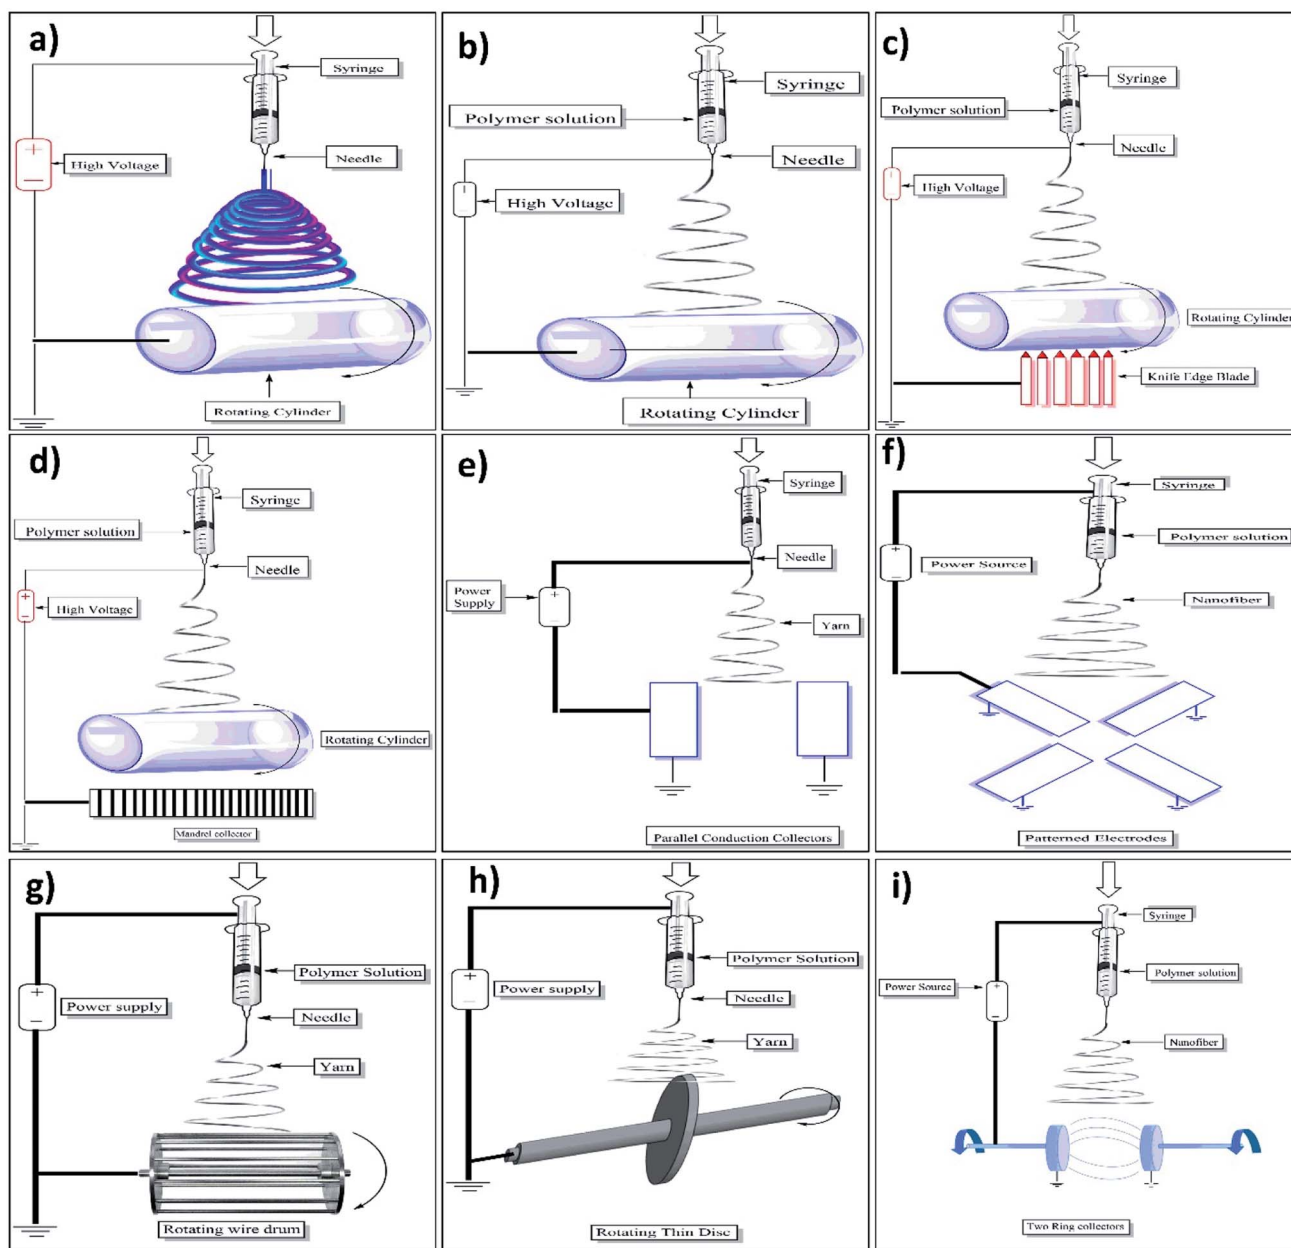 a)
Syringe
High Voltage
Needle
Rotating Cylinder
b)
Syringe
Polymer solution
Needle
High Voltage
Rotating Cylinder
c)
Syringe
Polymer solution
Needle
High Voltage
Rotating Cylinder
Knife Edge Blade
d)
Syringe
Polymer solution
Needle
High Voltage
Rotating Cylinder
Mandrel collector
e)
Syringe
Needle
Power
Supply
Yarn
Parallel Conduction Collectors
f)
Syringe
Polymer solution
Power Source
Nanofiber
Patterned Electrodes
g)
Polymer Solution
Power supply
Needle
Yarn
Rotating wire drum
h)
Polymer Solution
Power supply
Needle
Yarn
Rotating Thin Disc
i)
Syringe
Polymer solution
Power Source
Nanofiber
Two Ring collectors